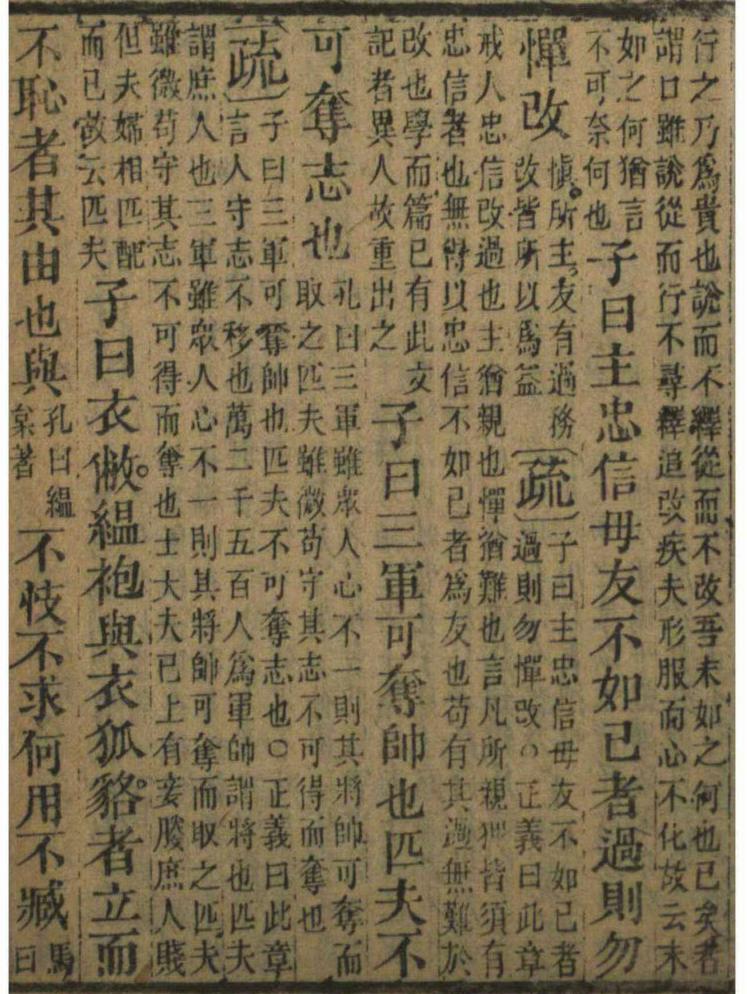 行之乃爲貴也說而不繹從而不改吾末如之何也已矣者
謂口雖說從而行不尋繹追改疾夫形服而心不化故云末
如之何猶言
不可奈何也
子曰主忠信毋友不如已者過則勿
憚改
慎所主友有過務
改皆所以爲益
疏
子曰主忠信毋友不如已者
過則勿憚改○正義曰此章
戒人忠信改過也主猶親也憚猶難也言凡所親狎皆須有
忠信者也無得以忠信不如已者爲友也苟有其過無難於
改也學而篇已有此文
記者異人故重出之
子曰三軍可奪帥也匹夫不
可奪志也
孔曰三軍雖眾人心不一則其將帥可奪而
取之匹夫雖微苟守其志不可得而奪也
疏
子曰三軍可奪帥也匹夫不可奪志也○正義曰此章
言人守志不移也萬二千五百人爲軍帥謂將也匹夫
謂庶人也三軍雖眾人心不一則其將帥可奪而取之匹夫
雖微苟守其志不可得而奪也士大夫已上有妾媵庶人賤
但夫婦相匹配
而已故云匹夫
子曰衣敝縕袍與衣狐貉者立而
不恥者其由也與
孔曰縕
枲著
不忮不求何用不臧
馬
曰